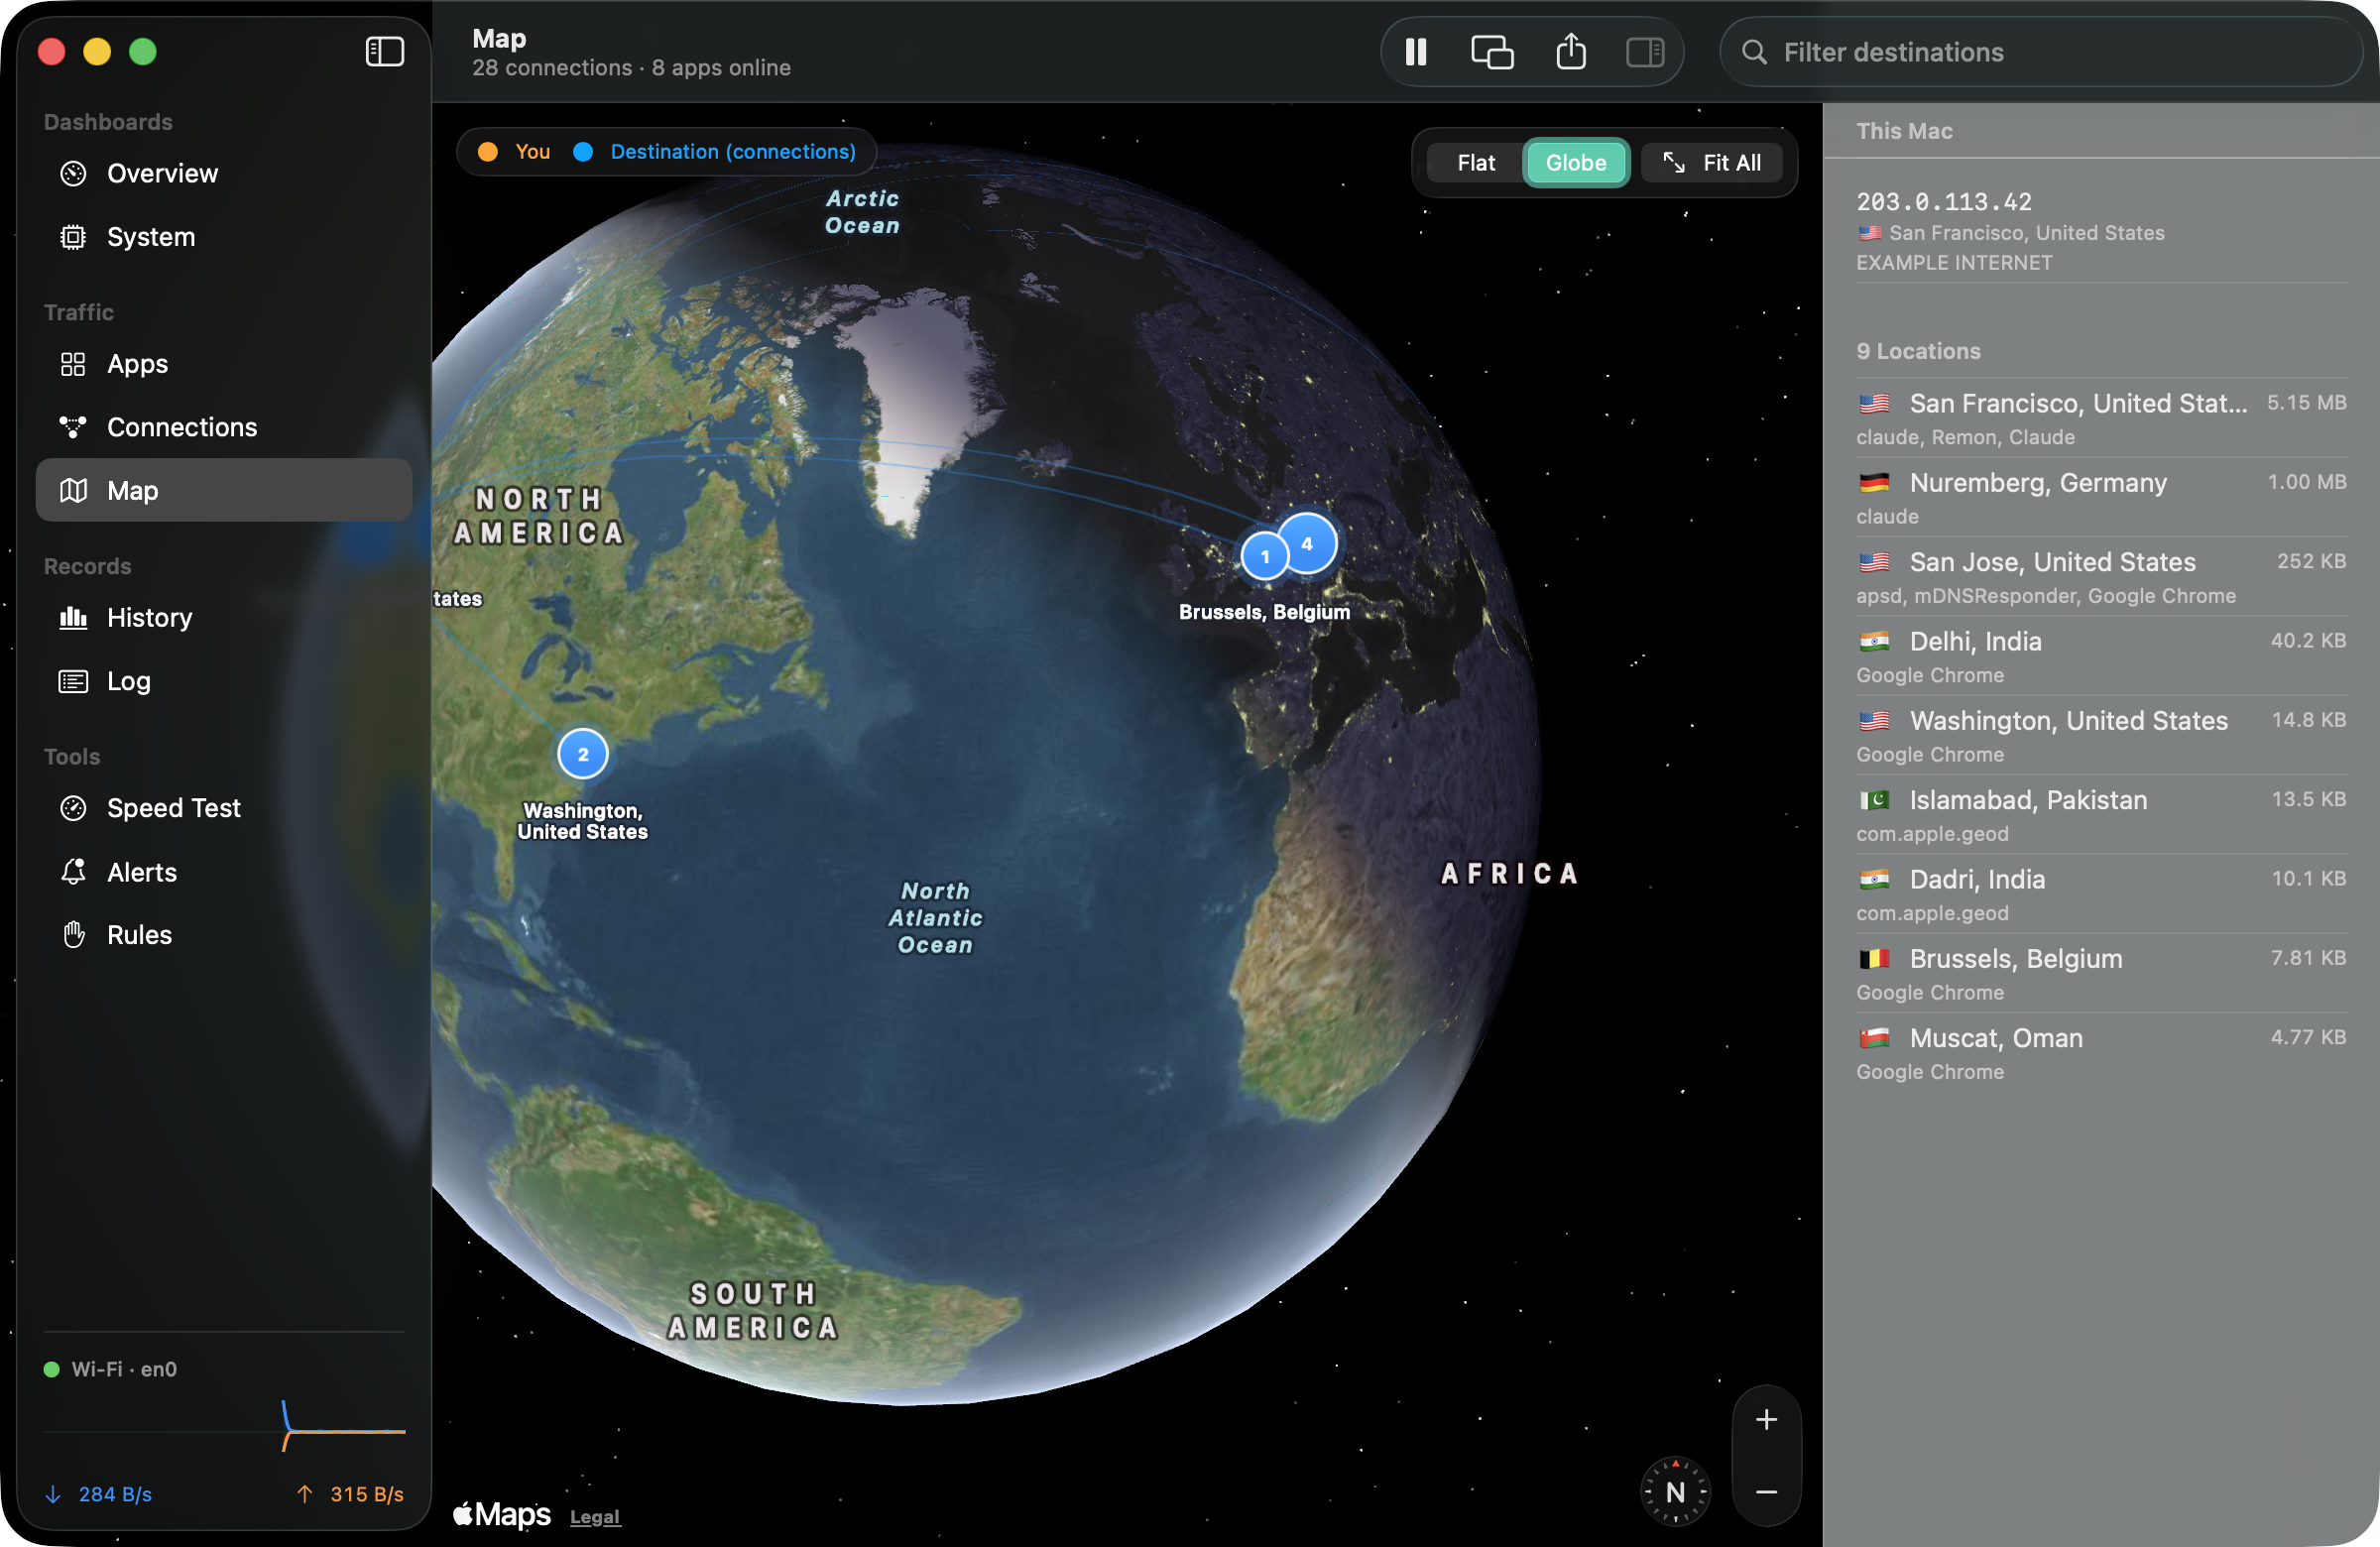 Dashboards
Overview
System
Traffic
Apps
Connections
Map
Records
History
Log
Tools
Speed Test
Alerts
Rules
Wi-Fi · en0
↓ 284 B/s
↑ 315 B/s
Map
28 connections · 8 apps online
Filter destinations
You
Destination (connections)
Flat
Globe
Fit All
Arctic
Ocean
NORTH
AMERICA
tates
1
4
Brussels, Belgium
2
Washington,
United States
North
Atlantic
Ocean
AFRICA
SOUTH
AMERICA
Maps
Legal
N
+
−
This Mac
203.0.113.42
San Francisco, United States
EXAMPLE INTERNET
9 Locations
San Francisco, United Stat... 5.15 MB
claude, Remon, Claude
Nuremberg, Germany 1.00 MB
claude
San Jose, United States 252 KB
apsd, mDNSResponder, Google Chrome
Delhi, India 40.2 KB
Google Chrome
Washington, United States 14.8 KB
Google Chrome
Islamabad, Pakistan 13.5 KB
com.apple.geod
Dadri, India 10.1 KB
com.apple.geod
Brussels, Belgium 7.81 KB
Google Chrome
Muscat, Oman 4.77 KB
Google Chrome